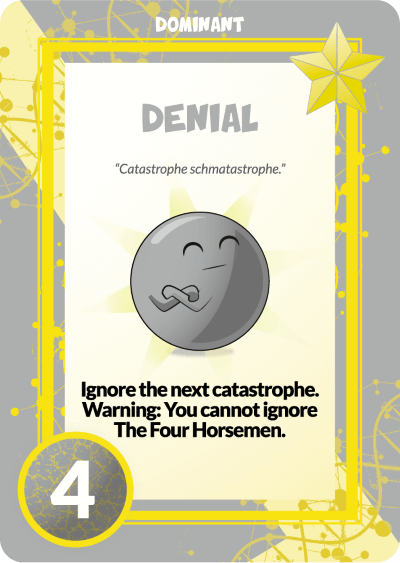 DOMINANT
DENIAL
“Catastrophe schmatastrophe.”
Ignore the next catastrophe.
Warning: You cannot ignore
The Four Horsemen.
4